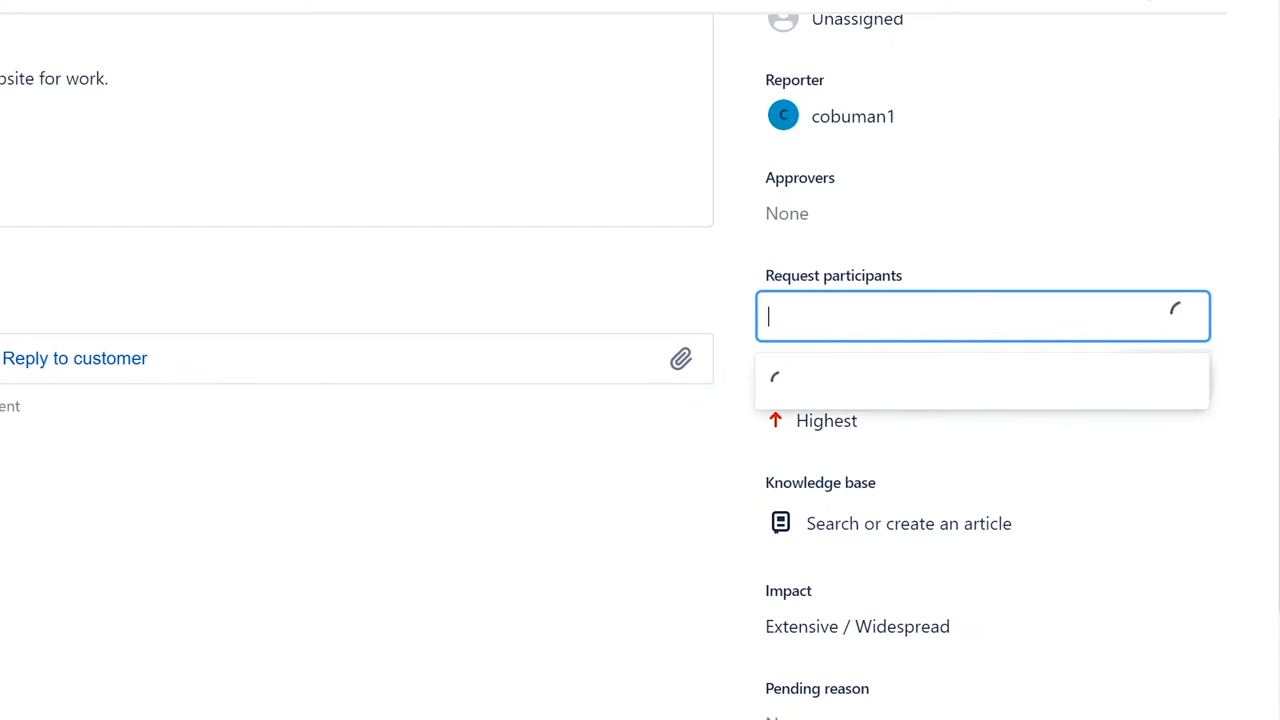 Unassigned
osite for work.
Reporter
C cobuman1
Approvers
None
Request participants
Reply to customer
Highest
ent
Knowledge base
Search or create an article
Impact
Extensive / Widespread
Pending reason